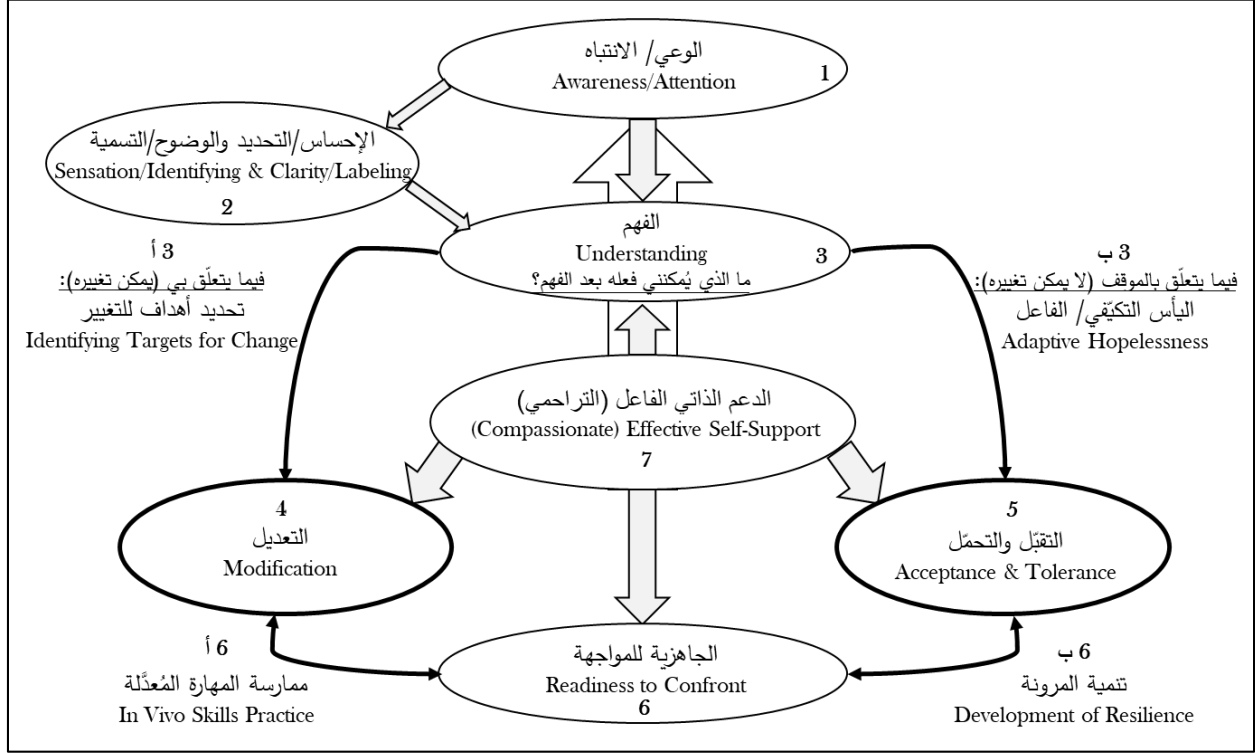 الوعي/ الانتباه
Awareness/Attention
1
الإحساس/التحديد والوضوح/التسمية
Sensation/Identifying & Clarity/Labeling
2
الفهم
Understanding
3
ما الذي يُمكنني فعله بعد الفهم؟
3 أ
فيما يتعلّق بي (يمكن تغييره):
تحديد أهداف للتغيير
Identifying Targets for Change
3 ب
فيما يتعلّق بالموقف (لا يمكن تغييره):
اليأس التكيّفي/ الفاعل
Adaptive Hopelessness
الدعم الذاتي الفاعل (التراحمي)
(Compassionate) Effective Self-Support
7
4
التعديل
Modification
5
التقبّل والتحمّل
Acceptance & Tolerance
6 أ
ممارسة المهارة المُعدَّلة
In Vivo Skills Practice
الجاهزية للمواجهة
Readiness to Confront
6
6 ب
تنمية المرونة
Development of Resilience